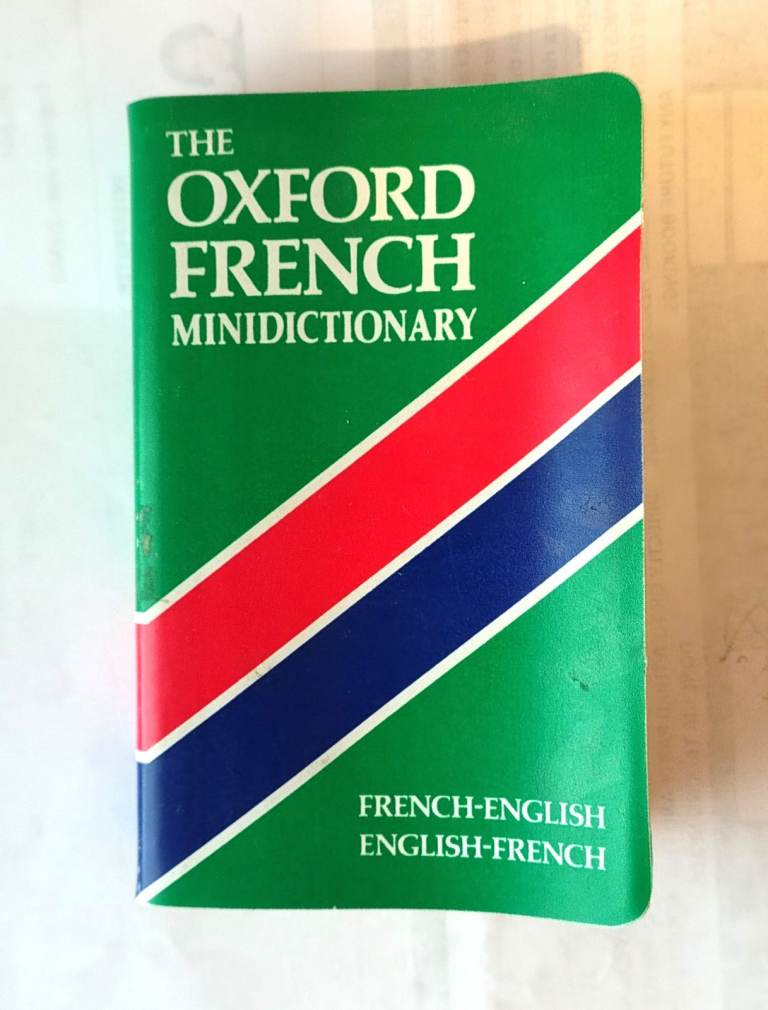 THE
OXFORD
FRENCH
MINIDICTIONARY
FRENCH-ENGLISH
ENGLISH-FRENCH